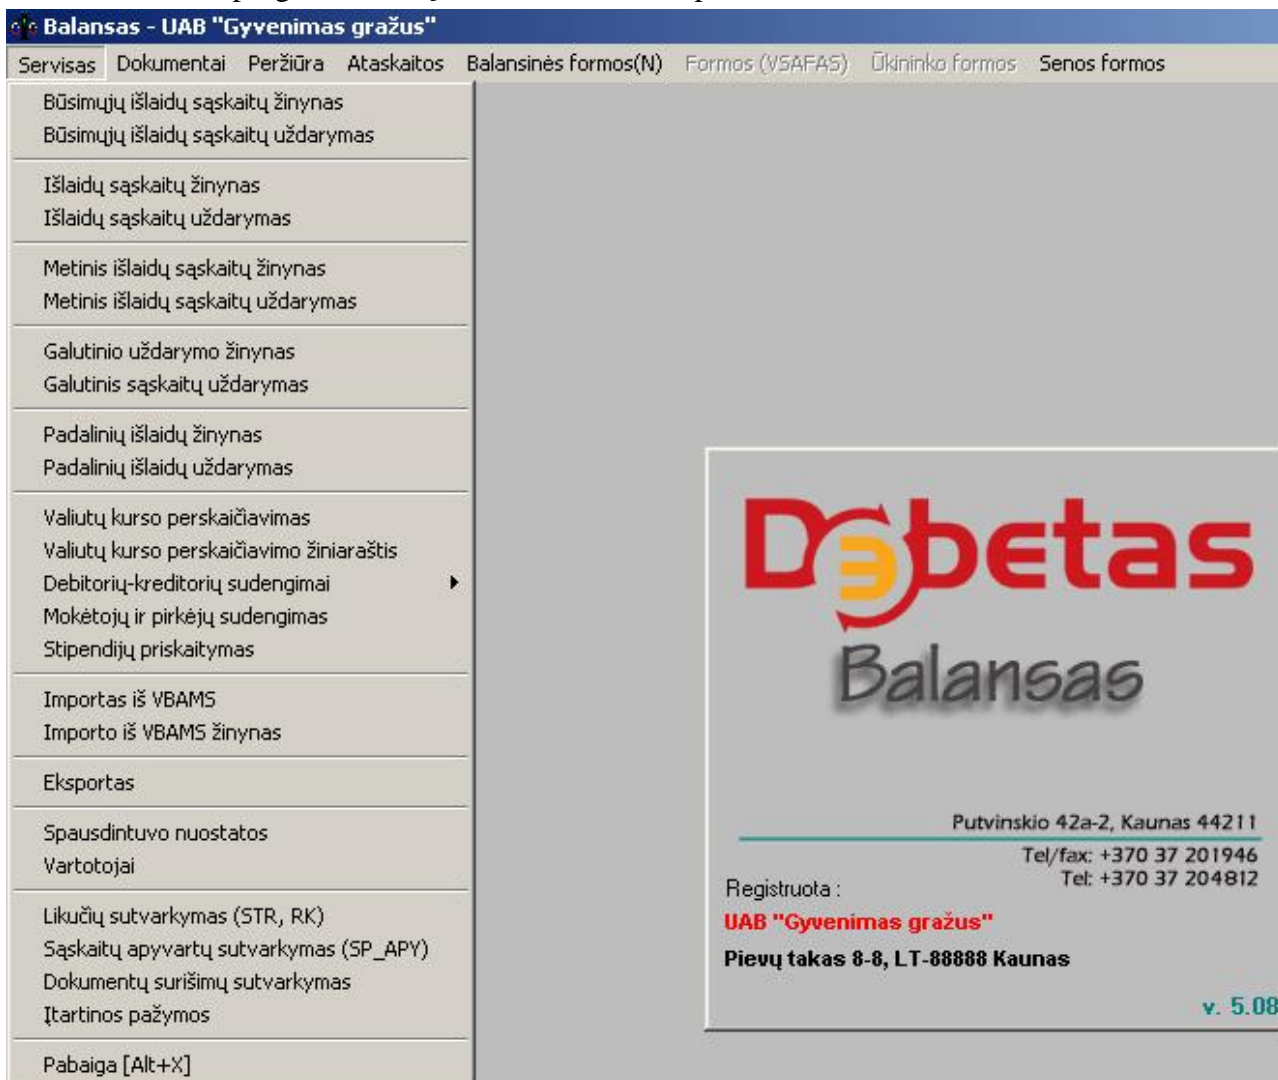 Balansas - UAB "Gyvenimas gražus"
Servisas Dokumentai Peržiūra Ataskaitos Balansinės formos(N) Formos (VSAFAS) Ūkininko formos Senos formos
Būsimųjų išlaidų sąskaitų žinynas
Būsimųjų išlaidų sąskaitų uždarymas
Išlaidų sąskaitų žinynas
Išlaidų sąskaitų uždarymas
Metinis išlaidų sąskaitų žinynas
Metinis išlaidų sąskaitų uždarymas
Galutinio uždarymo žinynas
Galutinis sąskaitų uždarymas
Padalinių išlaidų žinynas
Padalinių išlaidų uždarymas
Valiutų kurso perskaičiavimas
Valiutų kurso perskaičiavimo žiniaraštis
Debitorių-kreditorių sudengimai
Mokėtojų ir pirkėjų sudengimas
Stipendijų priskaitymas
Importas iš VBAMS
Importo iš VBAMS žinynas
Eksportas
Spausdintuvo nuostatos
Vartotojai
Likučių sutvarkymas (STR, RK)
Sąskaitų apyvartų sutvarkymas (SP_APY)
Dokumentų surišimų sutvarkymas
Įtartinos pažymos
Pabaiga [Alt+X]
Debetas
Balansas
Putvinskio 42a-2, Kaunas 44211
Tel/fax: +370 37 201946
Tel: +370 37 204812
Registruota :
UAB "Gyvenimas gražus"
Pievų takas 8-8, LT-88888 Kaunas
v. 5.08